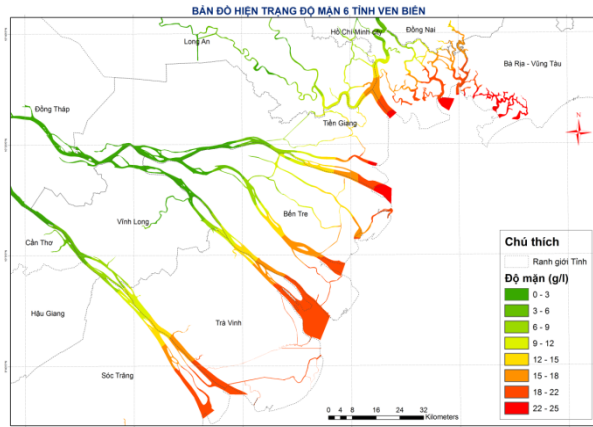 BẢN ĐỒ HIỆN TRẠNG ĐỘ MẶN 6 TỈNH VEN BIỂN
Hồ Chí Minh city
Đồng Nai
Long An
Bà Rịa - Vũng Tàu
Đồng Tháp
Tiền Giang
N
Bến Tre
Vĩnh Long
Cần Thơ
Hậu Giang
Trà Vinh
Sóc Trăng
Chú thích
Ranh giới Tỉnh
Độ mặn (g/l)
0 - 3
3 - 6
6 - 9
9 - 12
12 - 15
15 - 18
18 - 22
22 - 25
0 4 8 16 24 32
Kilometers